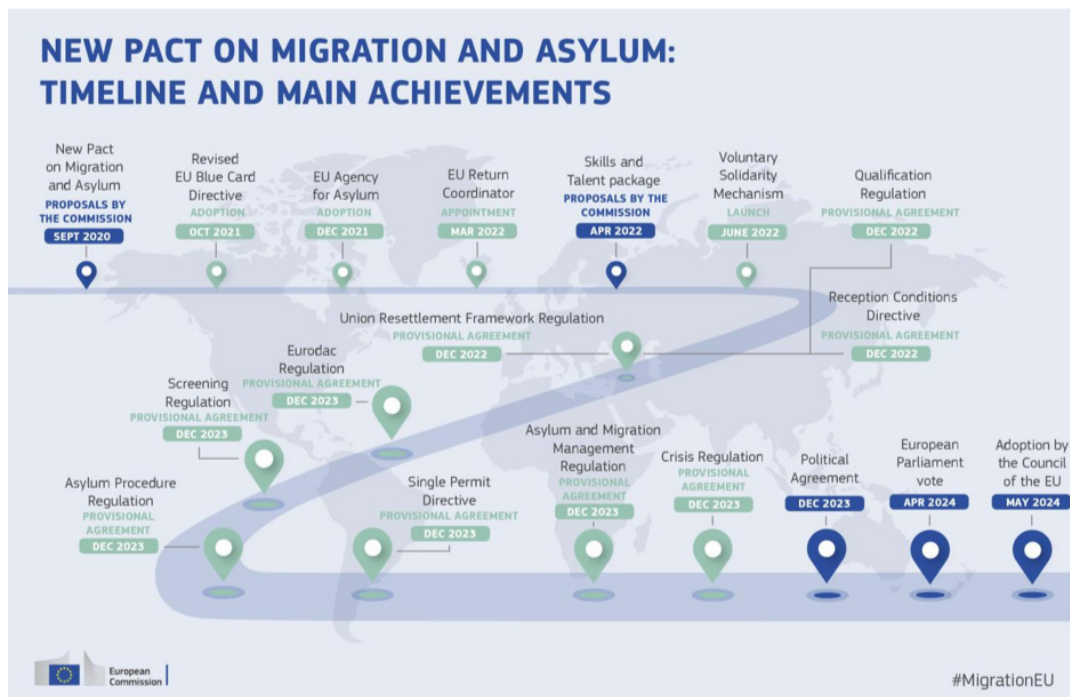 NEW PACT ON MIGRATION AND ASYLUM:
TIMELINE AND MAIN ACHIEVEMENTS
New Pact
on Migration
and Asylum
PROPOSALS BY
THE COMMISSION
SEPT 2020
Revised
EU Blue Card
Directive
ADOPTION
OCT 2021
EU Agency
for Asylum
ADOPTION
DEC 2021
EU Return
Coordinator
APPOINTMENT
MAR 2022
Skills and
Talent package
PROPOSALS BY THE
COMMISSION
APR 2022
Voluntary
Solidarity
Mechanism
LAUNCH
JUNE 2022
Qualification
Regulation
PROVISIONAL AGREEMENT
DEC 2022
Reception Conditions
Directive
PROVISIONAL AGREEMENT
DEC 2022
Union Resettlement Framework Regulation
PROVISIONAL AGREEMENT
DEC 2022
Eurodac
Regulation
PROVISIONAL AGREEMENT
DEC 2023
Screening
Regulation
PROVISIONAL AGREEMENT
DEC 2023
Asylum Procedure
Regulation
PROVISIONAL
AGREEMENT
DEC 2023
Single Permit
Directive
PROVISIONAL AGREEMENT
DEC 2023
Asylum and Migration
Management
Regulation
PROVISIONAL
AGREEMENT
DEC 2023
Crisis Regulation
PROVISIONAL
AGREEMENT
DEC 2023
Political
Agreement
DEC 2023
European
Parliament
vote
APR 2024
Adoption by
the Council
of the EU
MAY 2024
European
Commission
#MigrationEU